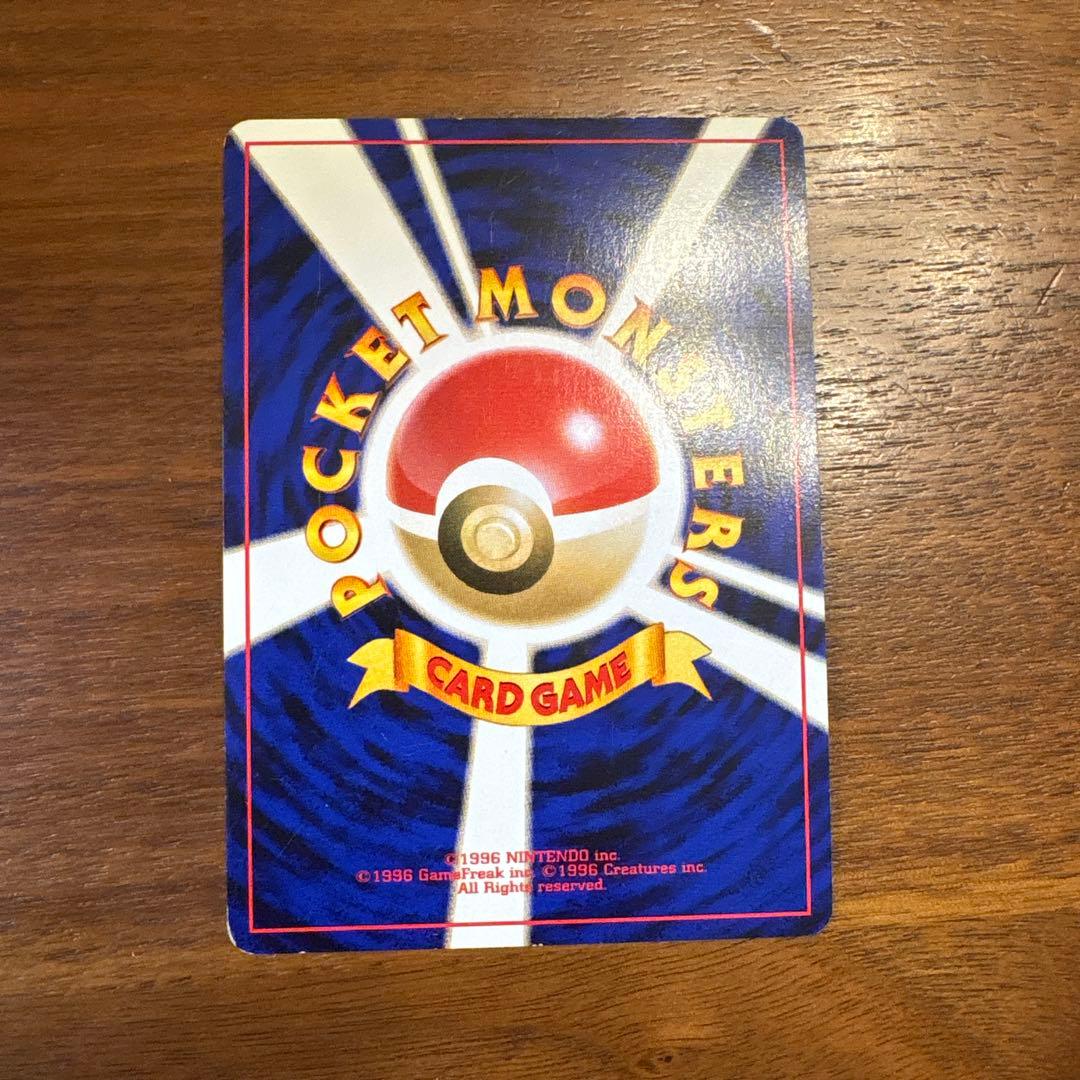 POCKET MONSTERS
CARD GAME
©1996 NINTENDO inc.
©1996 GameFreak inc. ©1996 Creatures inc.
All Rights reserved.